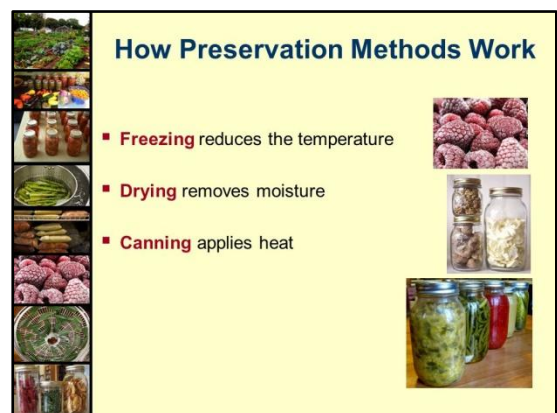 How Preservation Methods Work
▪ Freezing reduces the temperature
▪ Drying removes moisture
▪ Canning applies heat